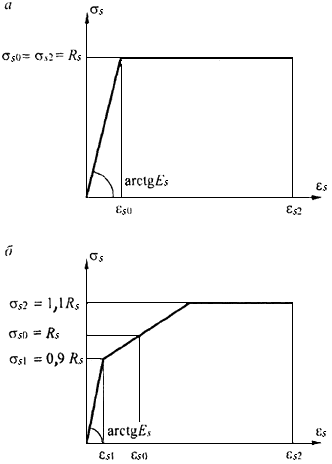 а
σs
σs0 = σs2 = Rs
arctgEs
εs
εs0
εs2
б
σs
σs2 = 1,1Rs
σs0 = Rs
σs1 = 0,9 Rs
arctgEs
εs
εs1
εs0
εs2